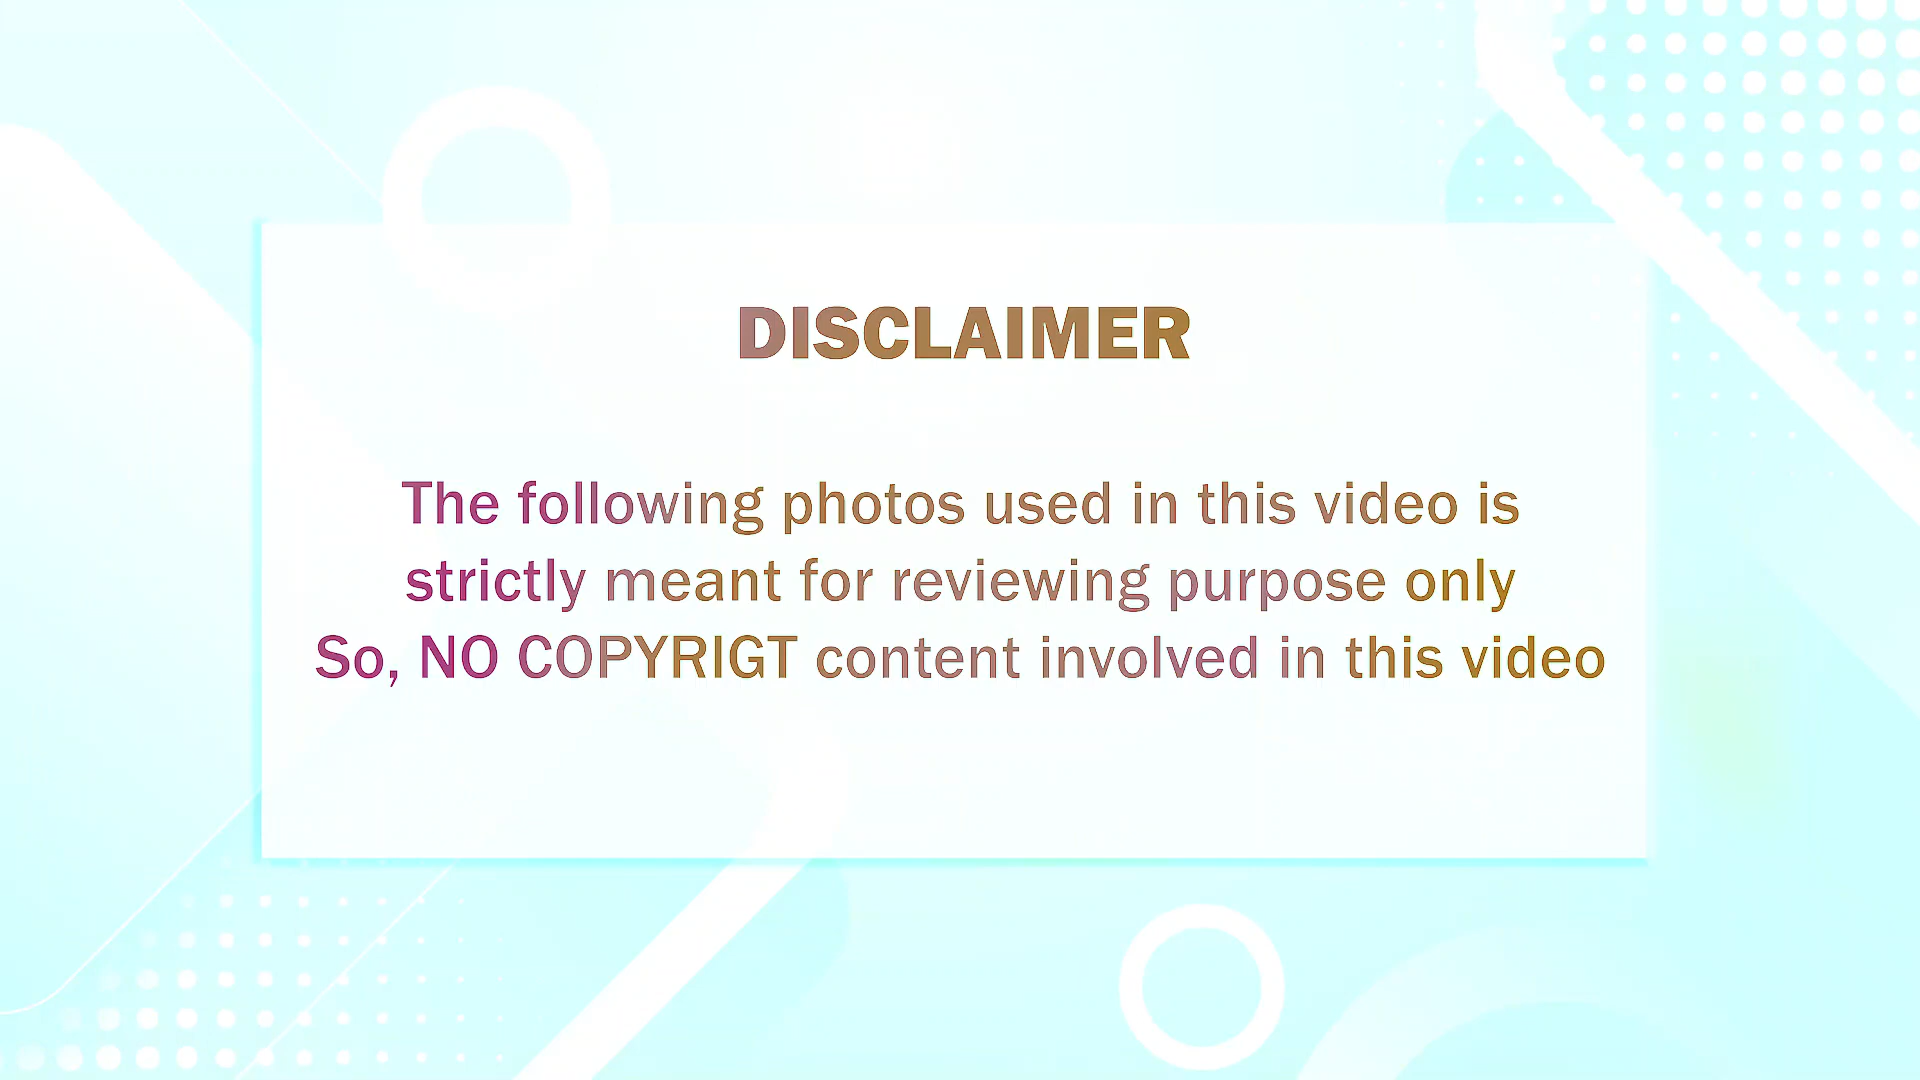 DISCLAIMER
The following photos used in this video is
strictly meant for reviewing purpose only
So, NO COPYRIGT content involved in this video